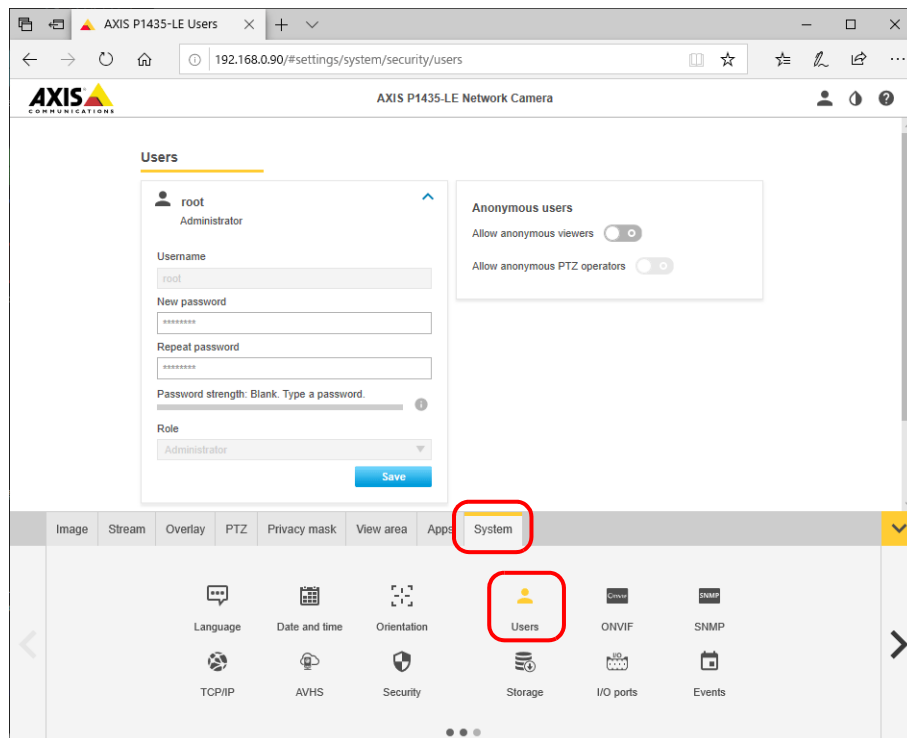 AXIS P1435-LE Users
192.168.0.90/#settings/system/security/users
AXIS
COMMUNICATIONS
AXIS P1435-LE Network Camera
Users
root
Administrator
Username
root
New password
********
Repeat password
********
Password strength: Blank. Type a password.
Role
Administrator
Save
Anonymous users
Allow anonymous viewers
Allow anonymous PTZ operators
Image Stream Overlay PTZ Privacy mask View area Apps System
Language Date and time Orientation Users ONVIF SNMP
SNMP
I/O
TCP/IP AVHS Security Storage I/O ports Events